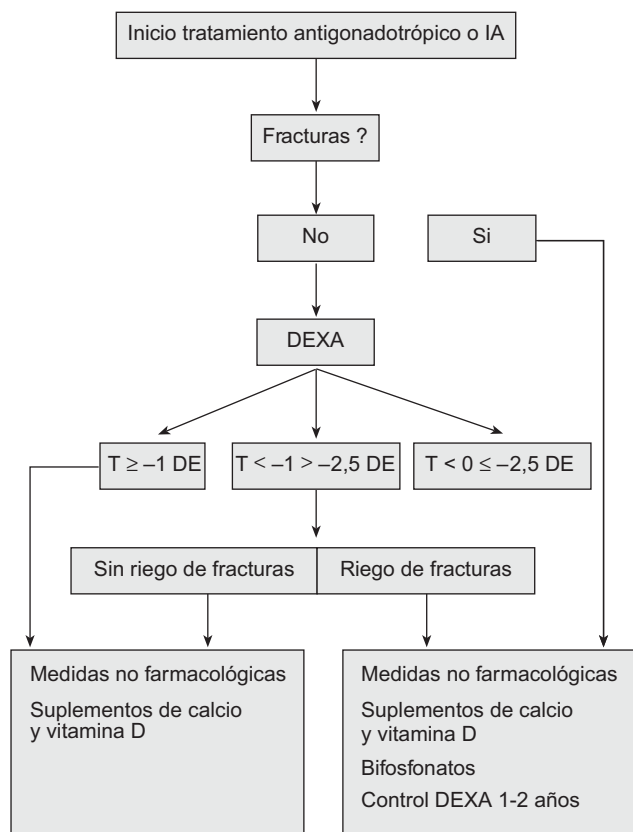 Inicio tratamiento antigonadotrópico o IA
Fracturas ?
No
Si
DEXA
T ≥ –1 DE
T < –1 > –2,5 DE
T < 0 ≤ –2,5 DE
Sin riego de fracturas
Riego de fracturas
Medidas no farmacológicas
Suplementos de calcio
y vitamina D
Medidas no farmacológicas
Suplementos de calcio
y vitamina D
Bifosfonatos
Control DEXA 1-2 años